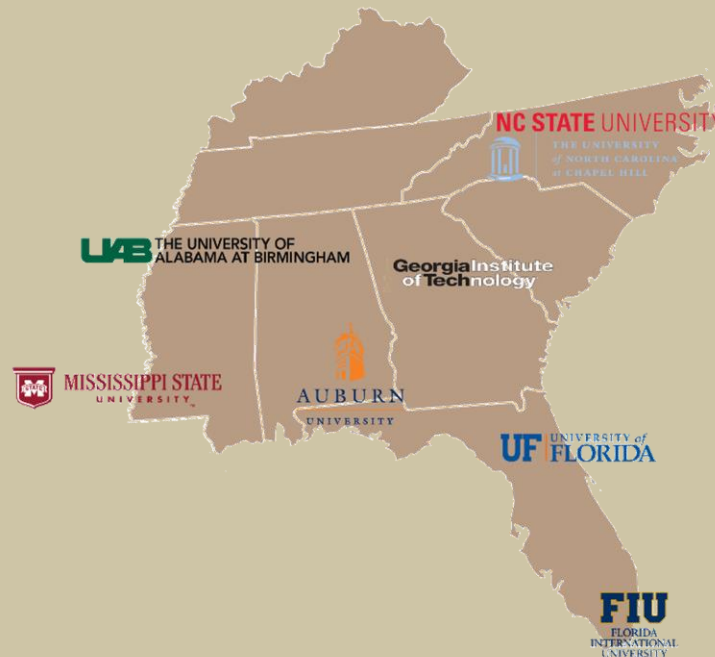 NC STATE UNIVERSITY
THE UNIVERSITY
of NORTH CAROLINA
at CHAPEL HILL
UAB THE UNIVERSITY OF
ALABAMA AT BIRMINGHAM
Georgia Institute
of Technology
MISSISSIPPI STATE
UNIVERSITY™
AUBURN
UNIVERSITY
UF UNIVERSITY of
FLORIDA
FIU
FLORIDA
INTERNATIONAL
UNIVERSITY